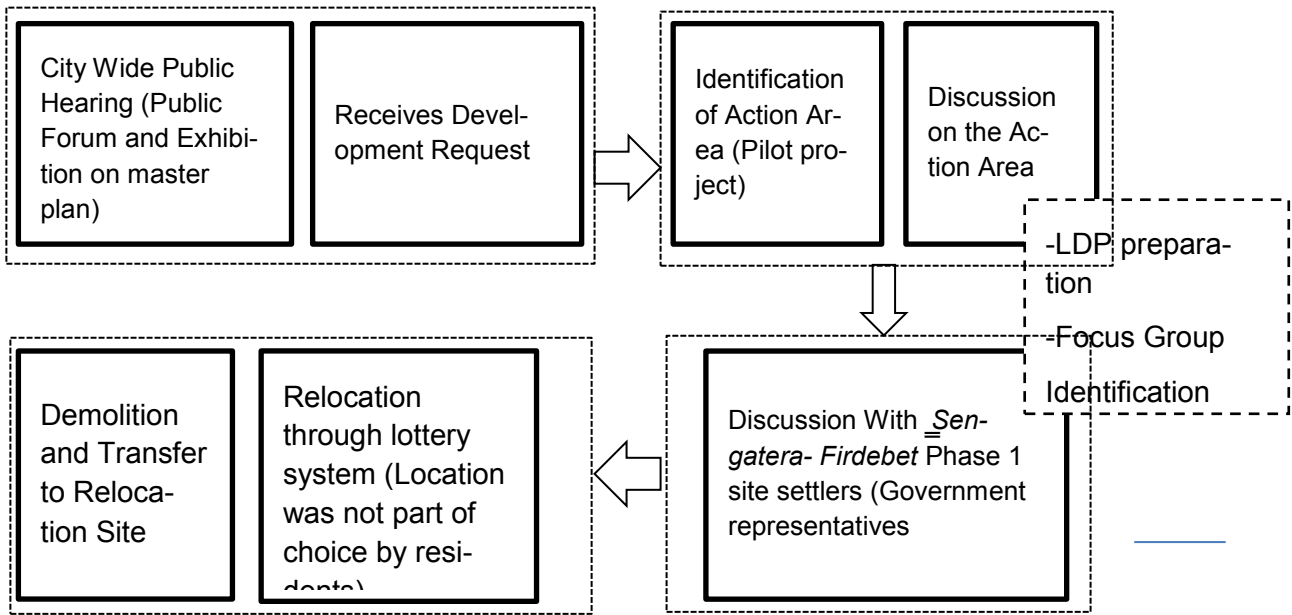 City Wide Public
Hearing (Public
Forum and Exhibi-
tion on master
plan)
Receives Devel-
opment Request
Identification
of Action Ar-
ea (Pilot pro-
ject)
Discussion
on the Ac-
tion Area
-LDP prepara-
tion
-Focus Group
Identification
Discussion With Sen-
gatera- Firdebet Phase 1
site settlers (Government
representatives
Relocation
through lottery
system (Location
was not part of
choice by resi-
dents)
Demolition
and Transfer
to Reloca-
tion Site